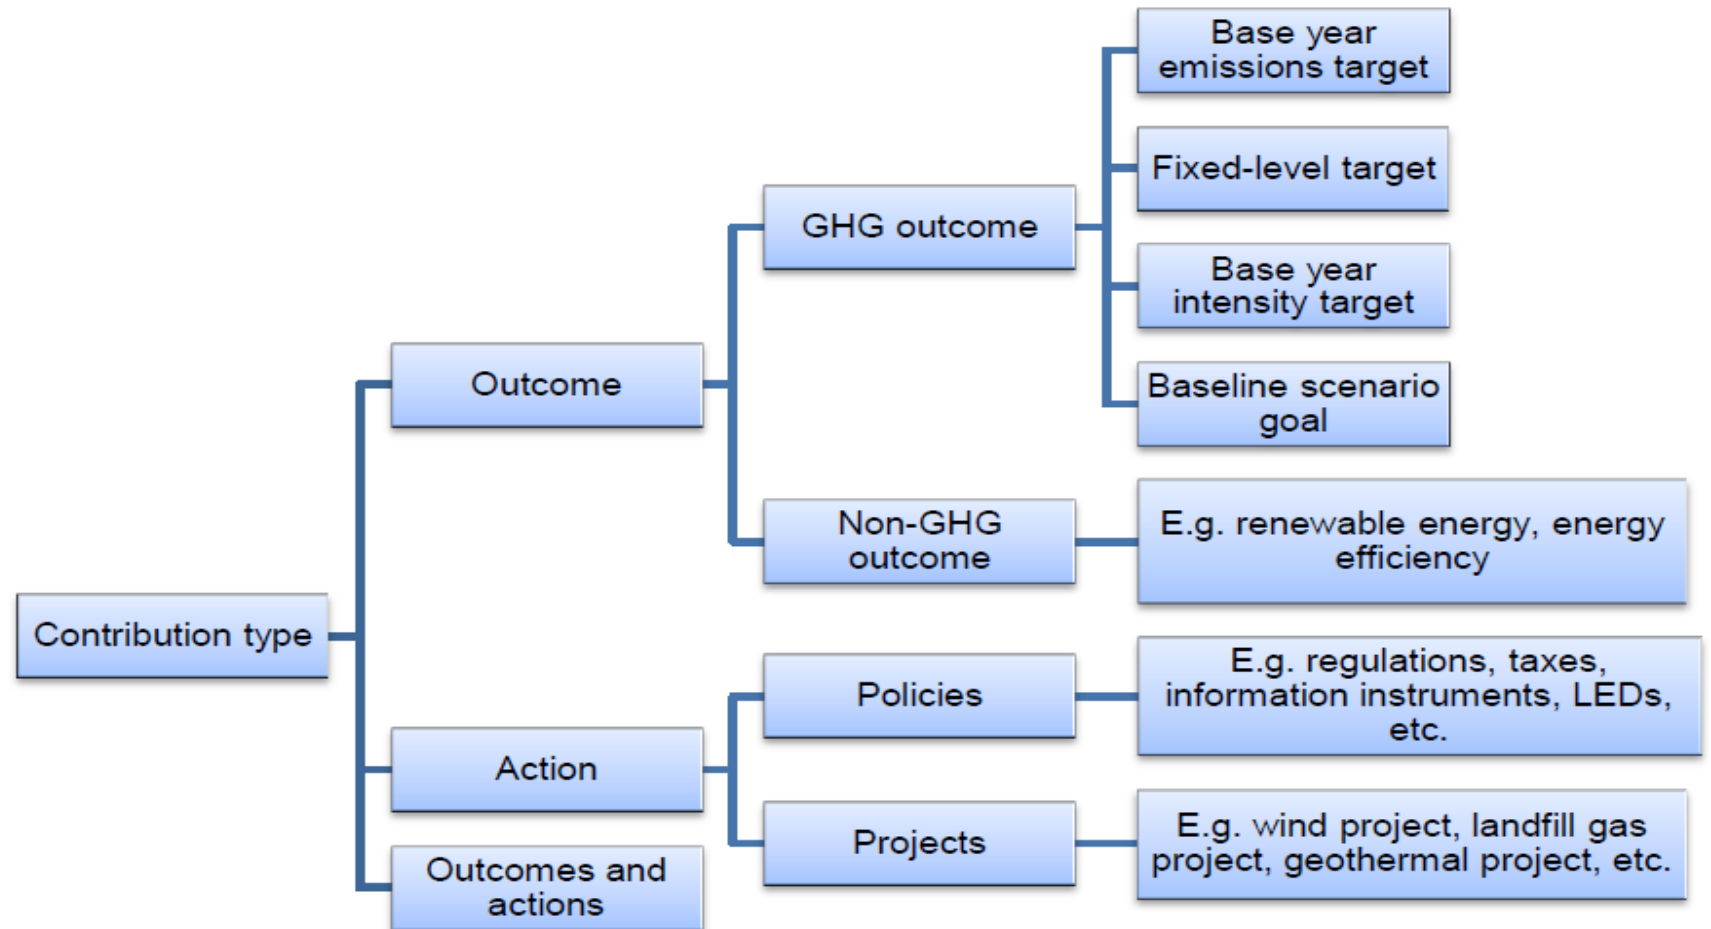 Base year
emissions target
Fixed-level target
GHG outcome
Base year
intensity target
Outcome
Baseline scenario
goal
Non-GHG
outcome
E.g. renewable energy, energy
efficiency
Contribution type
Policies
E.g. regulations, taxes,
information instruments, LEDs,
etc.
Action
Projects
E.g. wind project, landfill gas
project, geothermal project, etc.
Outcomes and
actions